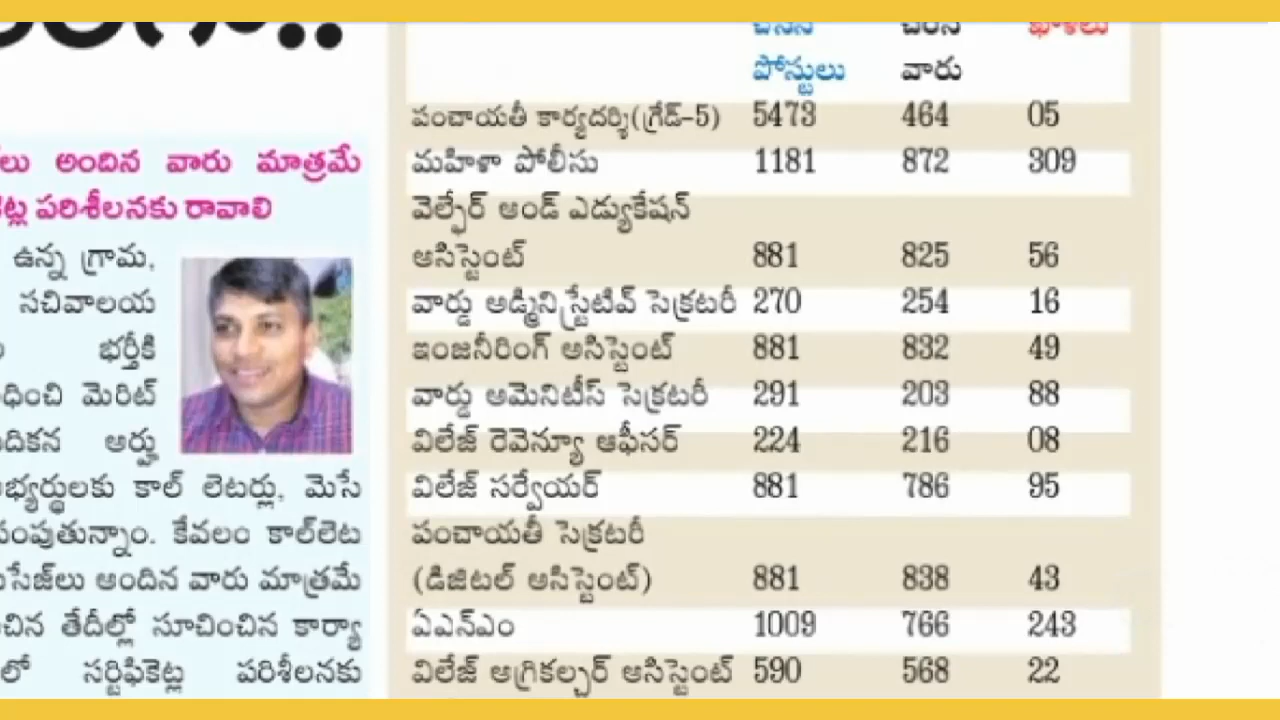 పోస్టులు వారు
అందిన వారు మాత్రమే
పరిశీలనకు రావాలి
ఉన్న గ్రామ,
సచివాలయ
భర్తీకి
మెరిట్
అర్హు
కాల్ లెటర్లు, మెసే
కేవలం కాల్‌లెట
అందిన వారు మాత్రమే
తేదీల్లో సూచించిన కార్యా
సర్టిఫికెట్ల పరిశీలనకు
పంచాయతీ కార్యదర్శి(గ్రేడ్-5) 5473 464 05
మహిళా పోలీసు 1181 872 309
వెల్ఫేర్ అండ్ ఎడ్యుకేషన్
అసిస్టెంట్ 881 825 56
వార్డు అడ్మినిస్ట్రేటివ్ సెక్రటరీ 270 254 16
ఇంజనీరింగ్ అసిస్టెంట్ 881 832 49
వార్డు అమెనిటీస్ సెక్రటరీ 291 203 88
విలేజ్ రెవెన్యూ ఆఫీసర్ 224 216 08
విలేజ్ సర్వేయర్ 881 786 95
పంచాయతీ సెక్రటరీ
(డిజిటల్ అసిస్టెంట్) 881 838 43
ఏఎన్ఎం 1009 766 243
విలేజ్ అగ్రికల్చర్ అసిస్టెంట్ 590 568 22